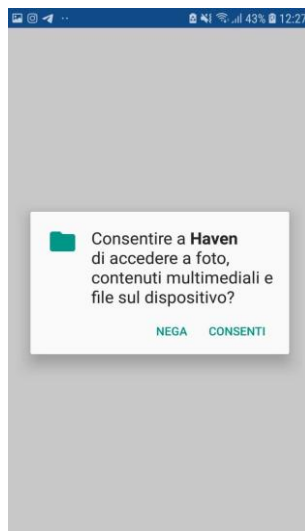 43% 12:27
Consentire a Haven
di accedere a foto,
contenuti multimediali e
file sul dispositivo?
NEGA CONSENTI